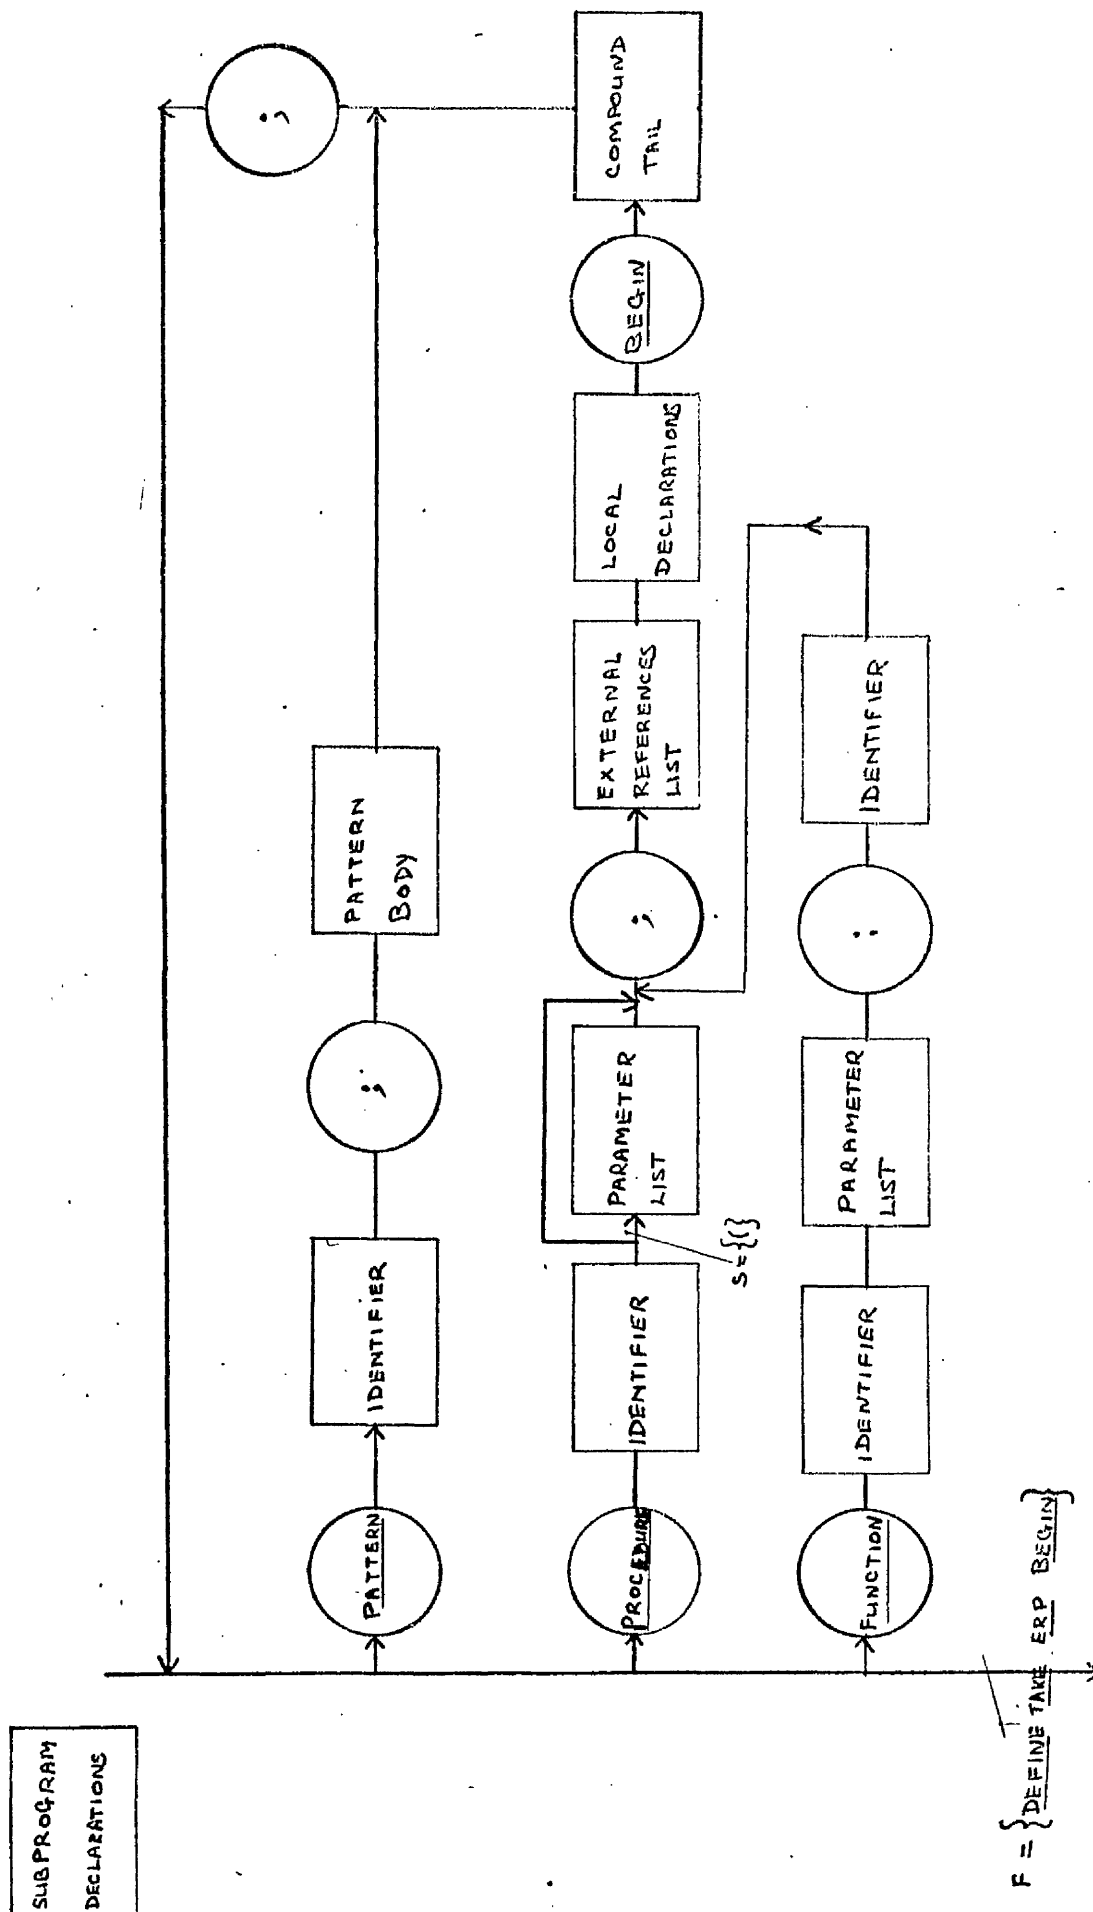 SUBPROGRAM
DECLARATIONS
PATTERN
IDENTIFIER
;
PATTERN
BODY
;
PROCEDURE
IDENTIFIER
S={(}
PARAMETER
LIST
;
EXTERNAL
REFERENCES
LIST
LOCAL
DECLARATIONS
BEGIN
COMPOUND
TAIL
FUNCTION
IDENTIFIER
PARAMETER
LIST
:
IDENTIFIER
F = {DEFINE TAKE ERP BEGIN}